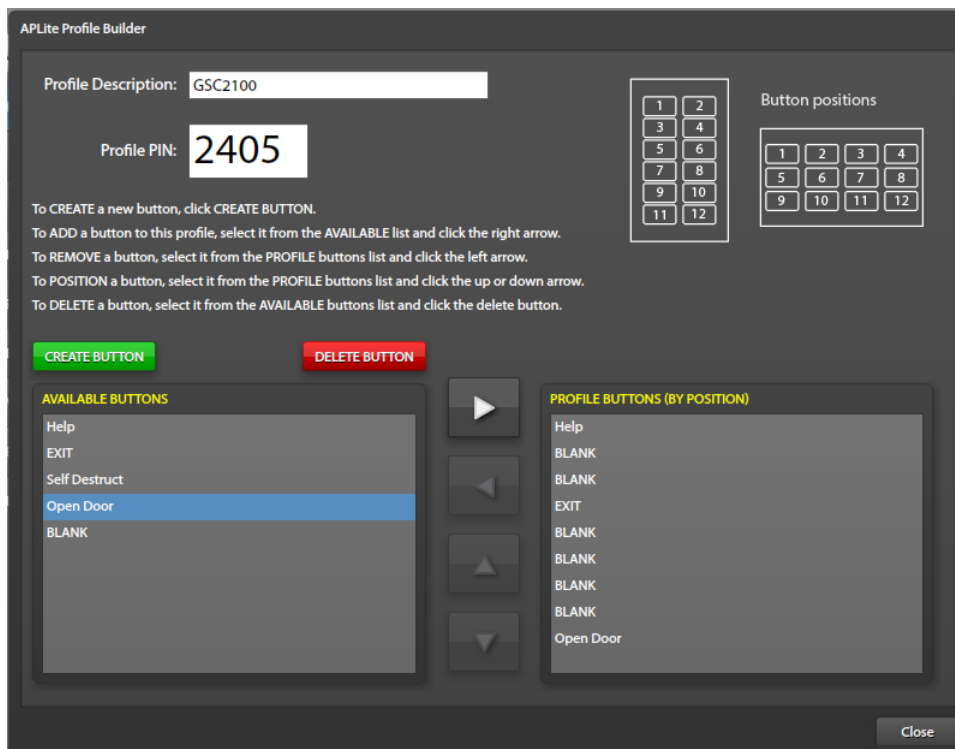 APLite Profile Builder
Profile Description: GSC2100
Profile PIN: 2405
Button positions
1 2
3 4
5 6
7 8
9 10
11 12
1 2 3 4
5 6 7 8
9 10 11 12
To CREATE a new button, click CREATE BUTTON.
To ADD a button to this profile, select it from the AVAILABLE list and click the right arrow.
To REMOVE a button, select it from the PROFILE buttons list and click the left arrow.
To POSITION a button, select it from the PROFILE buttons list and click the up or down arrow.
To DELETE a button, select it from the AVAILABLE buttons list and click the delete button.
CREATE BUTTON DELETE BUTTON
AVAILABLE BUTTONS
Help
EXIT
Self Destruct
Open Door
BLANK
PROFILE BUTTONS (BY POSITION)
Help
BLANK
BLANK
EXIT
BLANK
BLANK
BLANK
BLANK
Open Door
Close